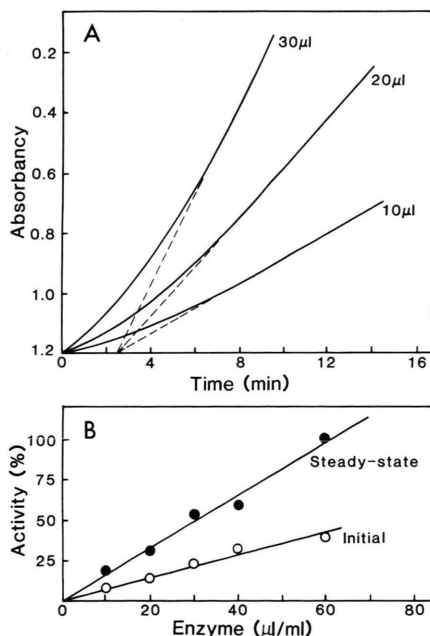 A
30μl
20μl
10μl
0.2
0.4
0.6
0.8
1.0
1.2
Absorbancy
0
4
8
12
16
Time (min)
B
100
75
50
25
Activity (%)
Steady-state
Initial
0
20
40
60
80
Enzyme (μl/ml)